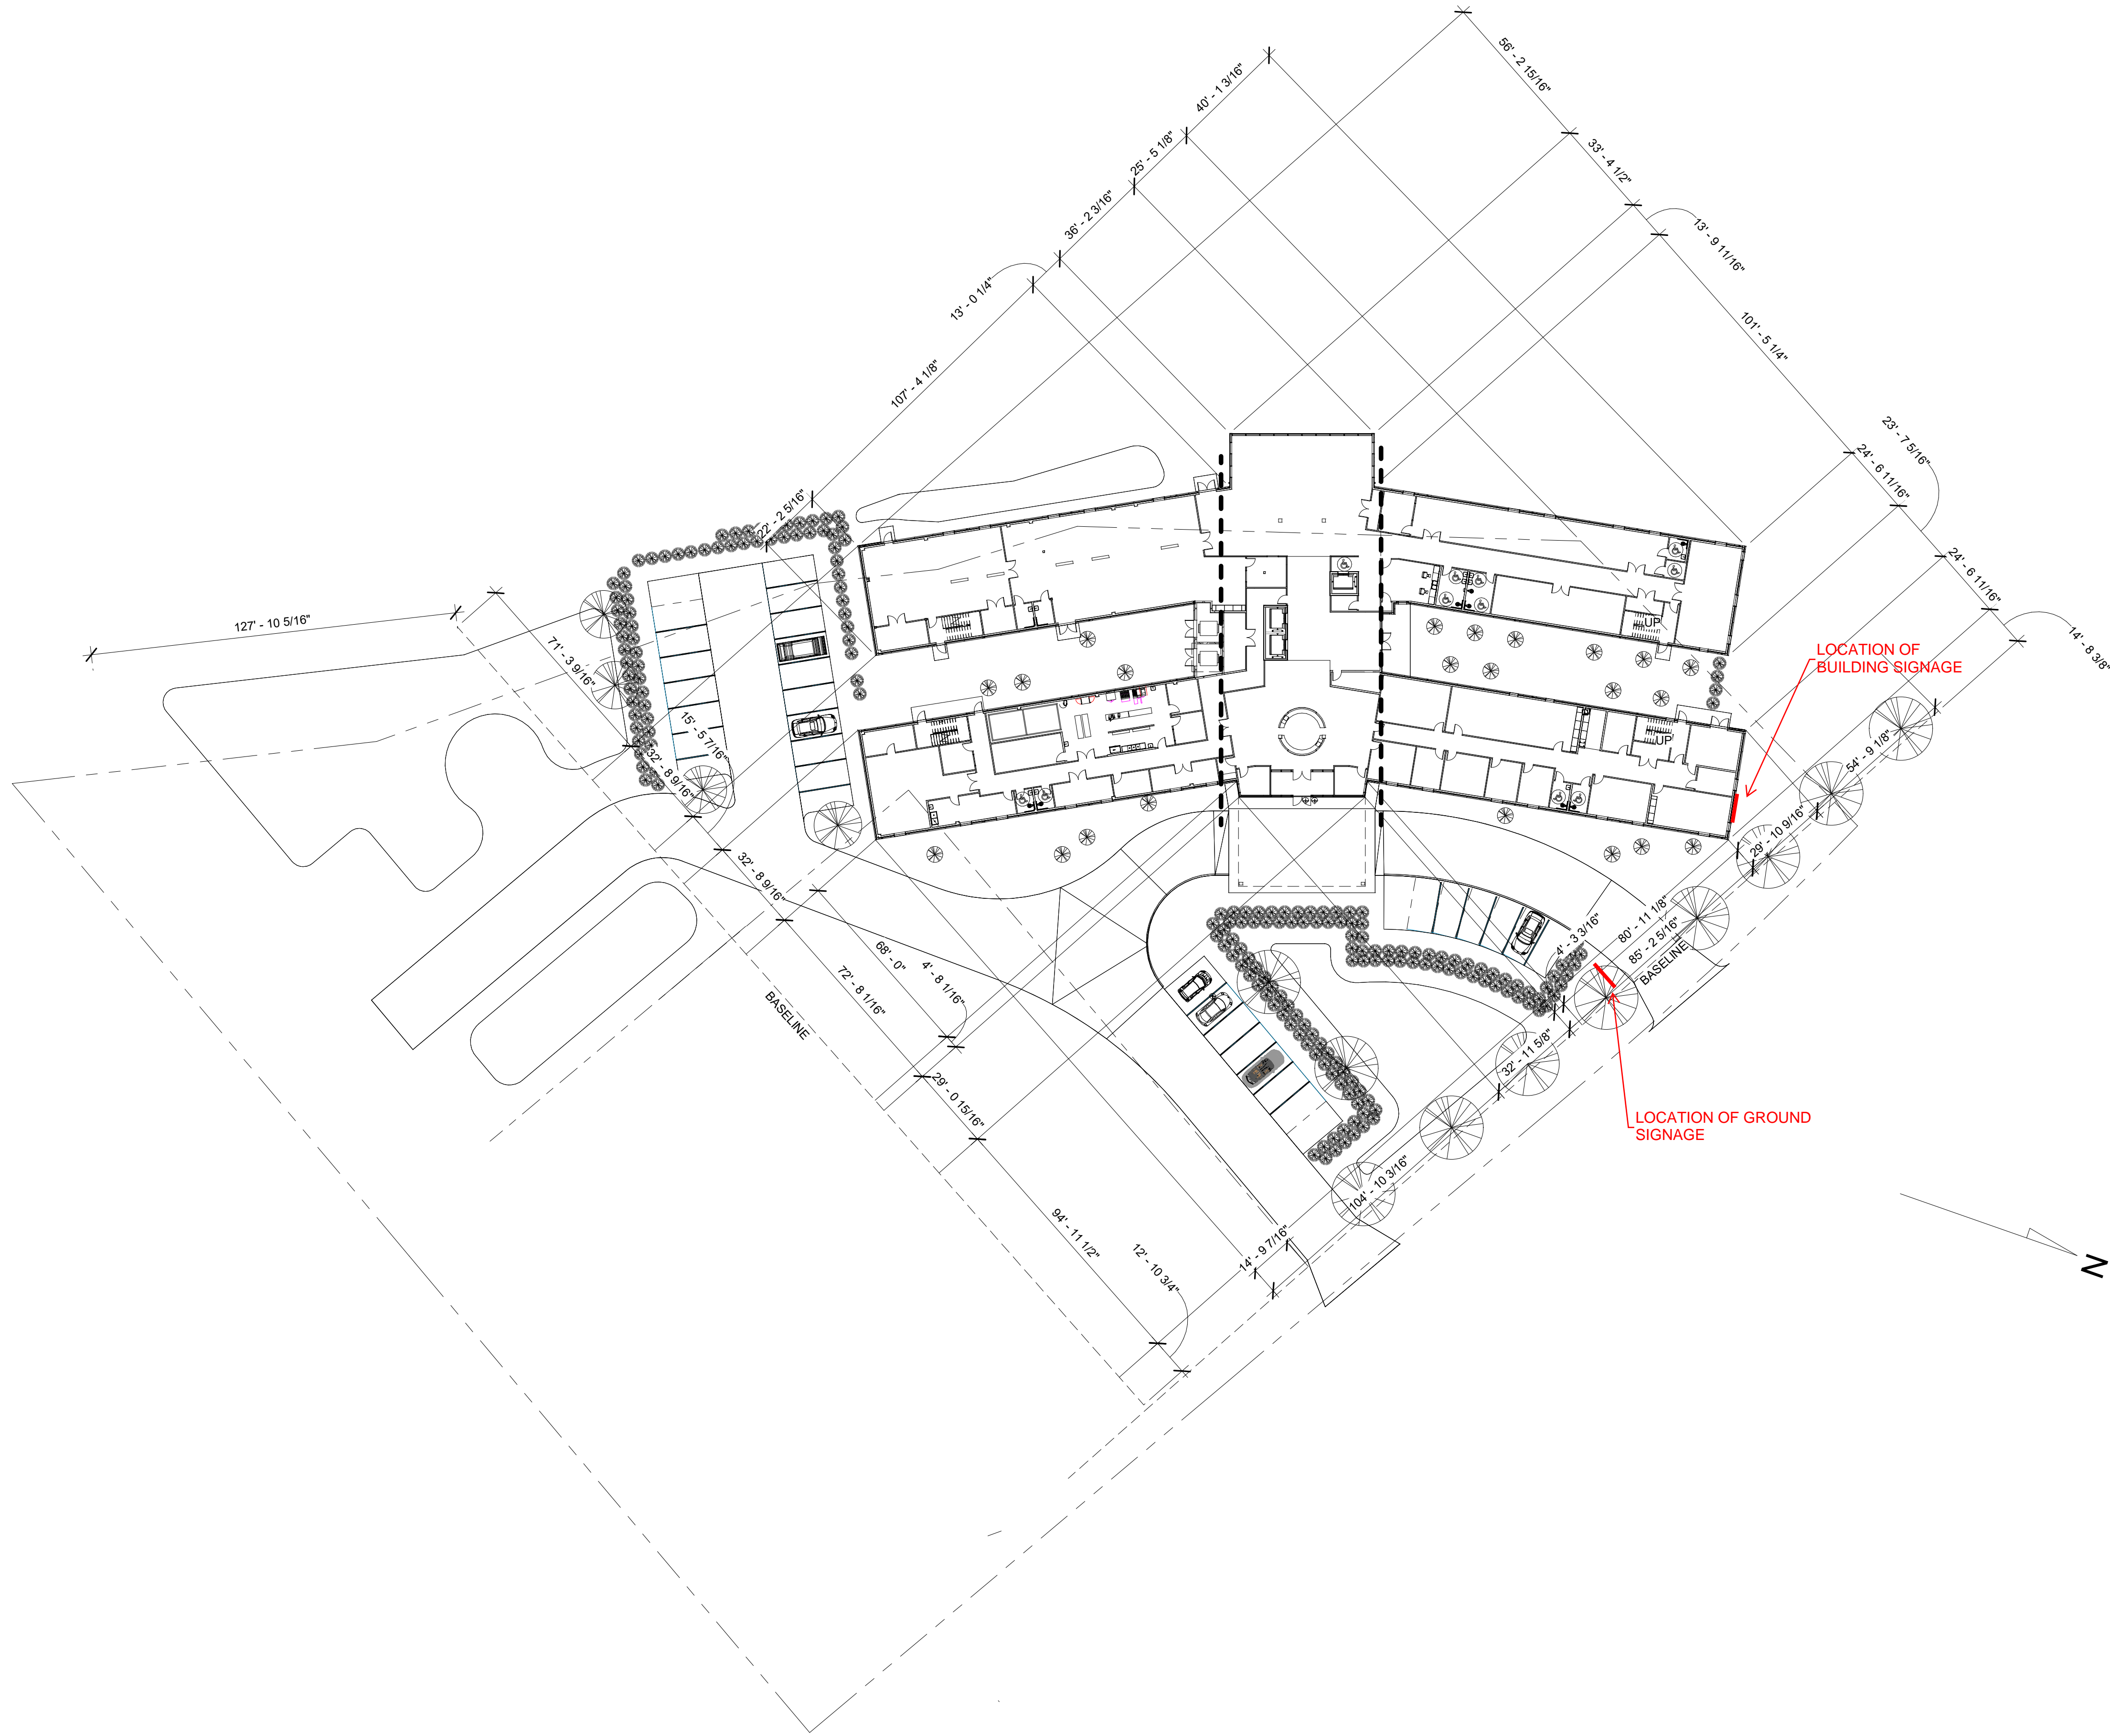 56' - 2 15/16"
40' - 1 3/16"
33' - 4 1/2"
25' - 5 1/8"
36' - 2 3/16"
13' - 9 11/16"
13' - 0 1/4"
101' - 5 1/4"
107' - 4 1/8"
23' - 7 5/16"
24' - 6 11/16"
22' - 2 5/16"
24' - 6 11/16"
127' - 10 5/16"
14' - 8 3/8"
UP
LOCATION OF
BUILDING SIGNAGE
71' - 3 9/16"
15' - 5 7/16"
UP
54' - 9 1/8"
32' - 8 9/16"
29' - 10 9/16"
32' - 8 9/16"
80' - 11 1/8"
4' - 3 3/16"
85' - 2 5/16"
BASELINE
68' - 0"
72' - 8 1/16"
4' - 8 1/16"
BASELINE
32' - 11 5/8"
29' - 0 15/16"
LOCATION OF GROUND
SIGNAGE
104' - 10 3/16"
94' - 11 1/2"
14' - 9 7/16"
12' - 10 3/4"
N